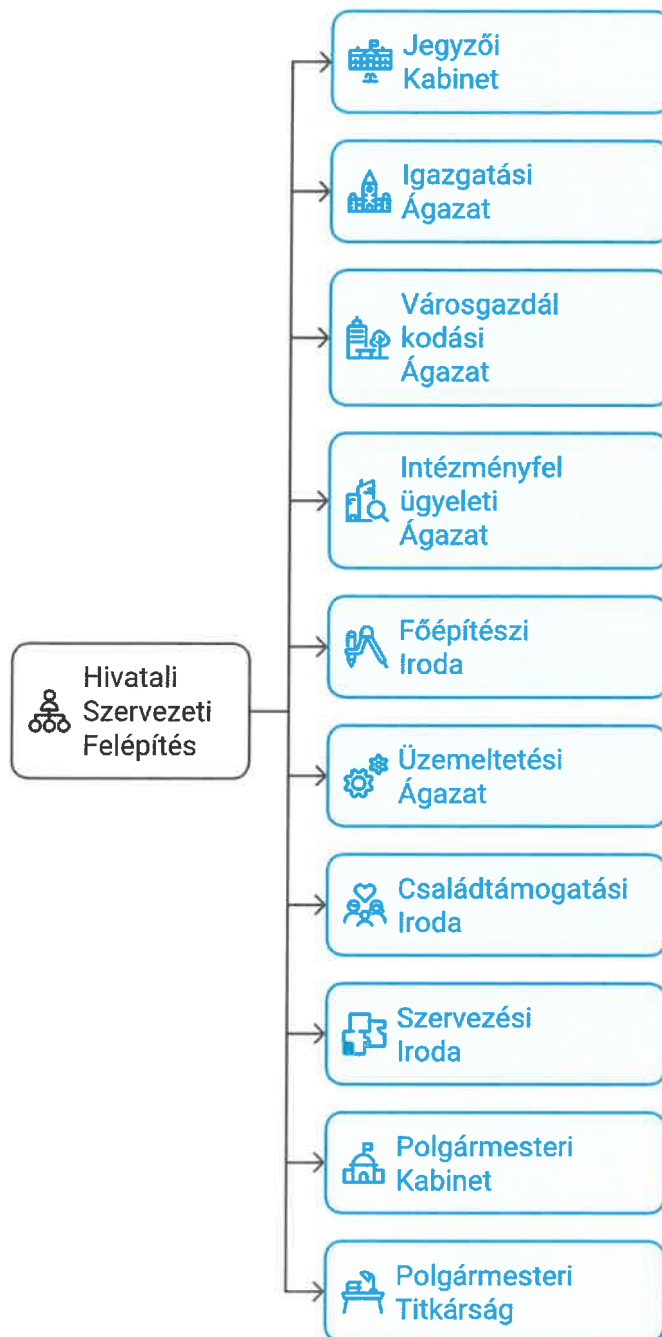 Jegyzői
Kabinet
Igazgatási
Ágazat
Városgazdál
kodási
Ágazat
Intézményfel
ügyeleti
Ágazat
Főépítészi
Iroda
Hivatali
Szervezeti
Felépítés
Üzemeltetési
Ágazat
Családtámogatási
Iroda
Szervezési
Iroda
Polgármesteri
Kabinet
Polgármesteri
Titkárság